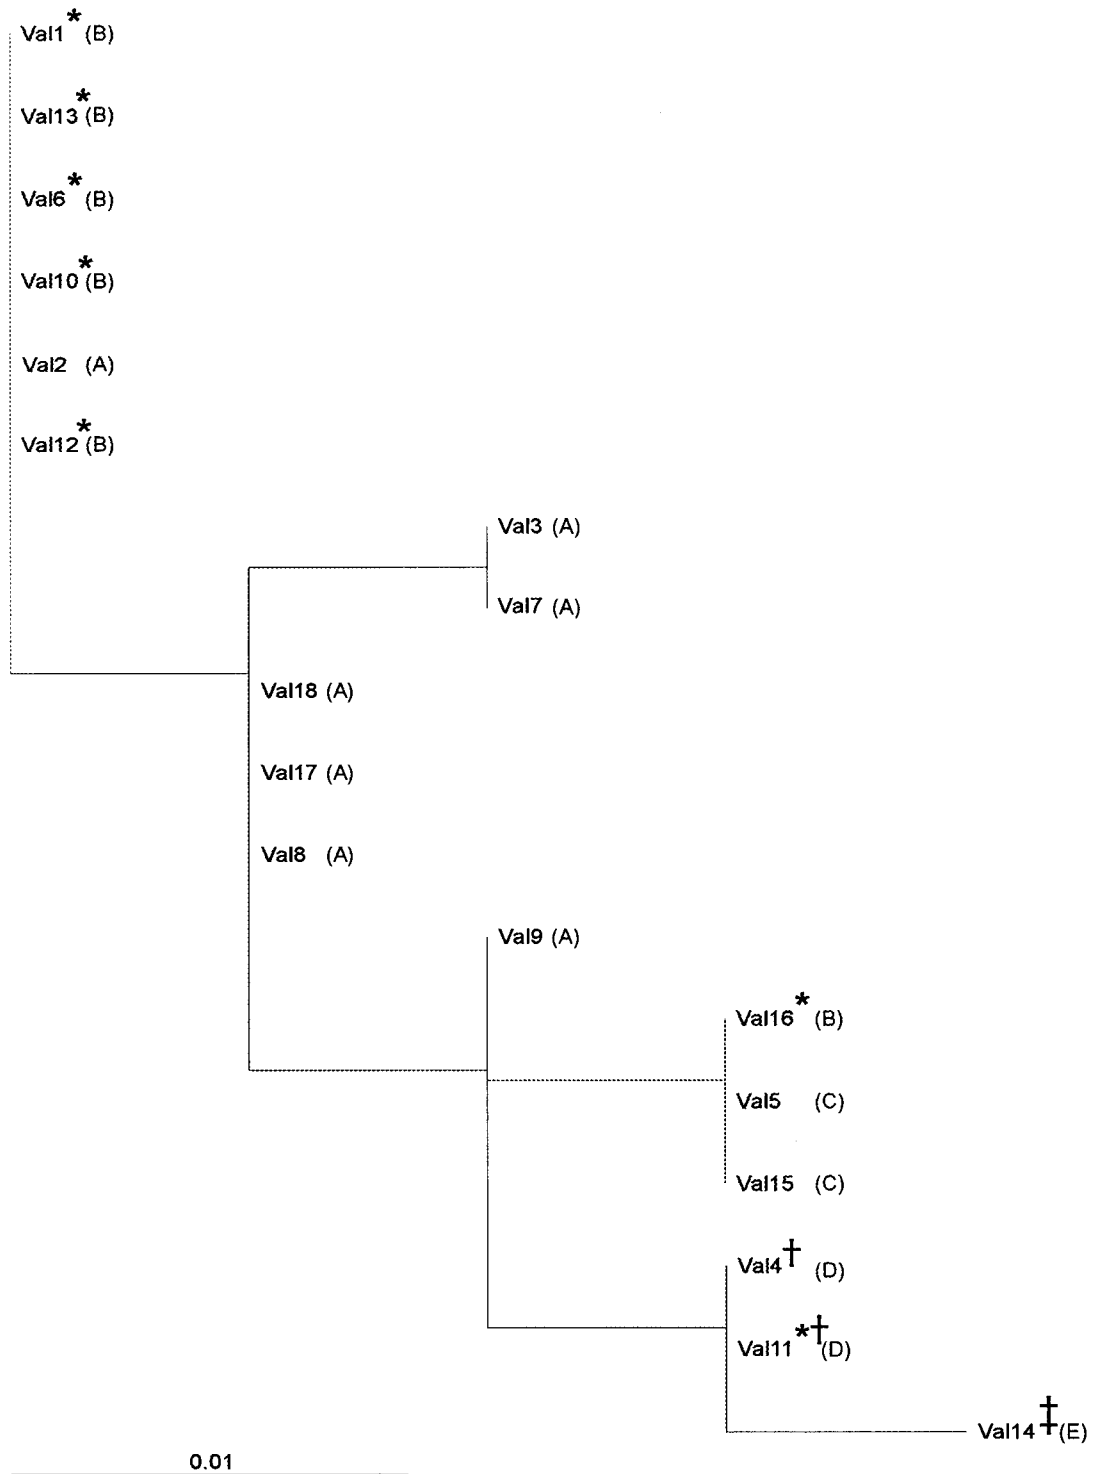 Val1* (B)
Val13* (B)
Val6* (B)
Val10* (B)
Val2 (A)
Val12* (B)
Val3 (A)
Val7 (A)
Val18 (A)
Val17 (A)
Val8 (A)
Val9 (A)
Val16* (B)
Val5 (C)
Val15 (C)
Val4† (D)
Val11*† (D)
Val14‡ (E)
0.01